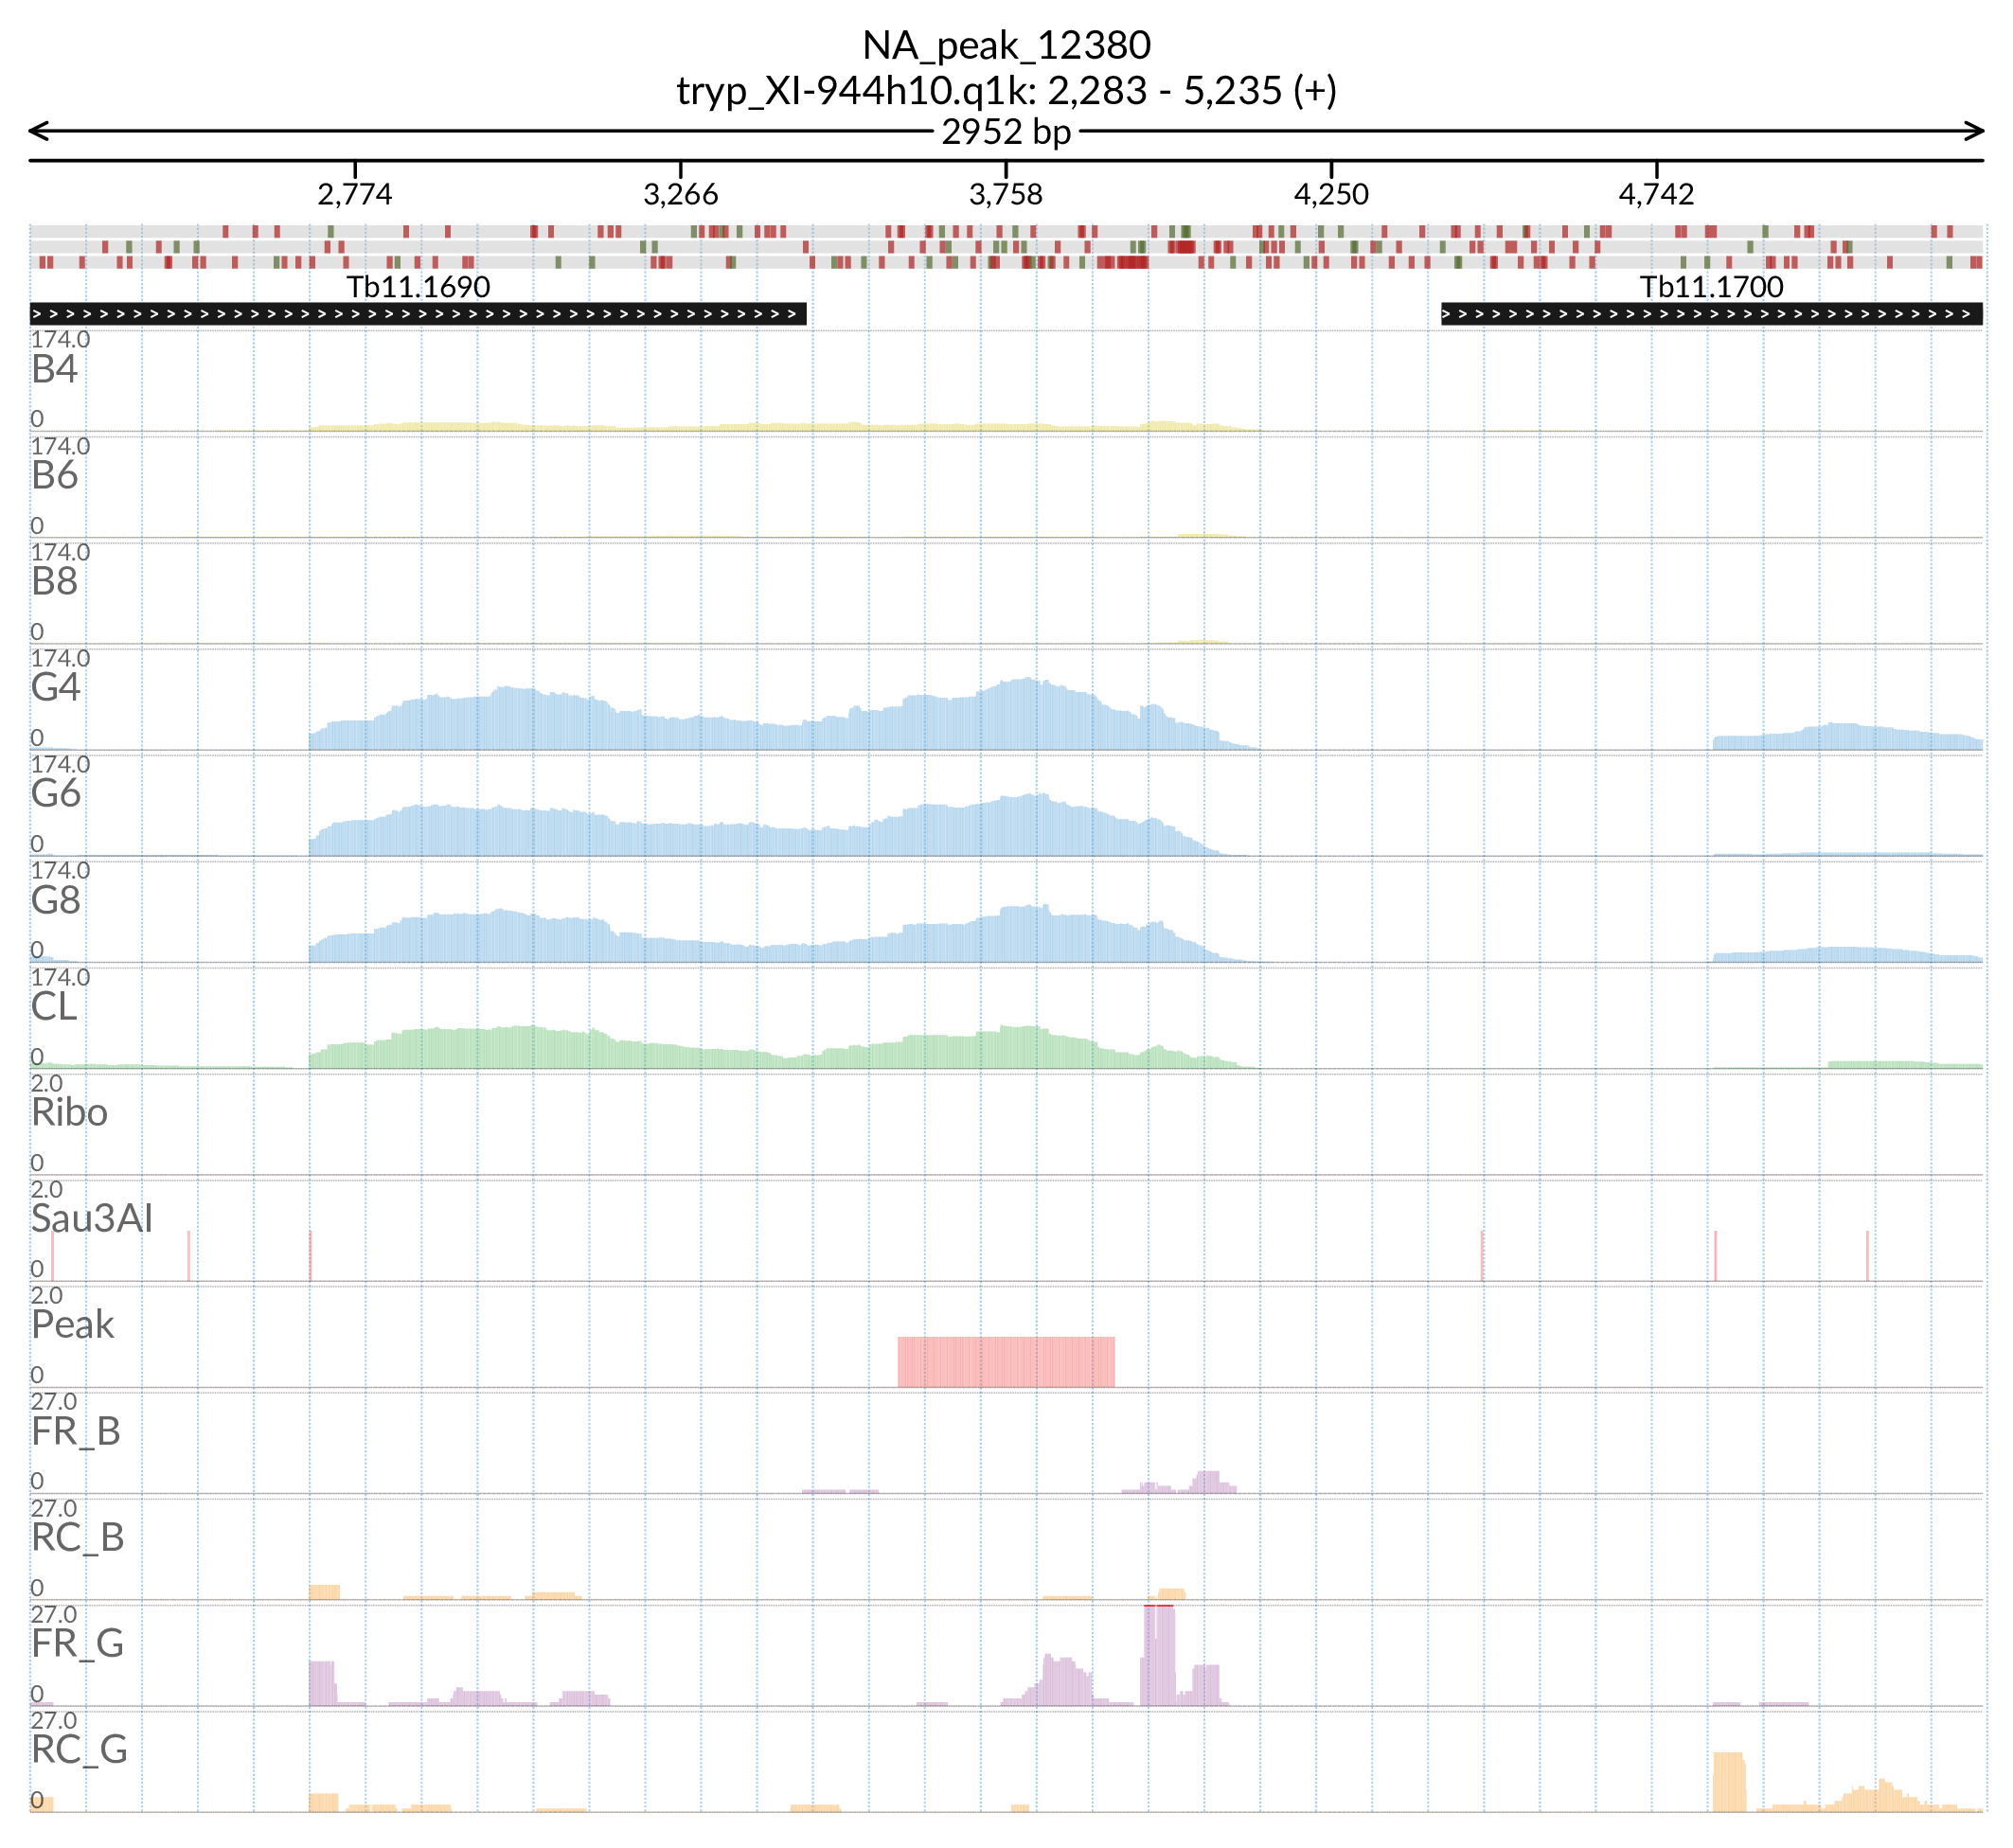 NA_peak_12380
tryp_XI-944h10.q1k: 2,283 - 5,235 (+)
2952 bp
2,774 3,266 3,758 4,250 4,742
Tb11.1690 Tb11.1700
174.0
B4
0
174.0
B6
0
174.0
B8
0
174.0
G4
0
174.0
G6
0
174.0
G8
0
174.0
CL
0
2.0
Ribo
0
2.0
Sau3AI
0
2.0
Peak
0
27.0
FR_B
0
27.0
RC_B
0
27.0
FR_G
0
27.0
RC_G
0